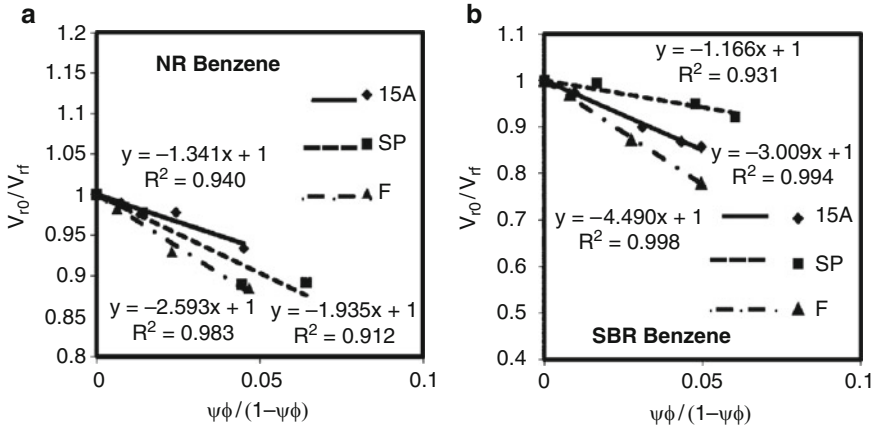 a
NR Benzene
15A
SP
F
y = −1.341x + 1
R² = 0.940
y = −2.593x + 1
R² = 0.983
y = −1.935x + 1
R² = 0.912
1.2
1.15
1.1
1.05
1
0.95
0.9
0.85
0.8
Vr0/Vrf
0
0.05
0.1
ψϕ/(1−ψϕ)
b
y = −1.166x + 1
R² = 0.931
y = −3.009x + 1
R² = 0.994
y = −4.490x + 1
R² = 0.998
15A
SP
F
SBR Benzene
1.1
1
0.9
0.8
0.7
0.6
0.5
0.4
Vr0/Vrf
0
0.05
0.1
ψϕ/(1−ψϕ)